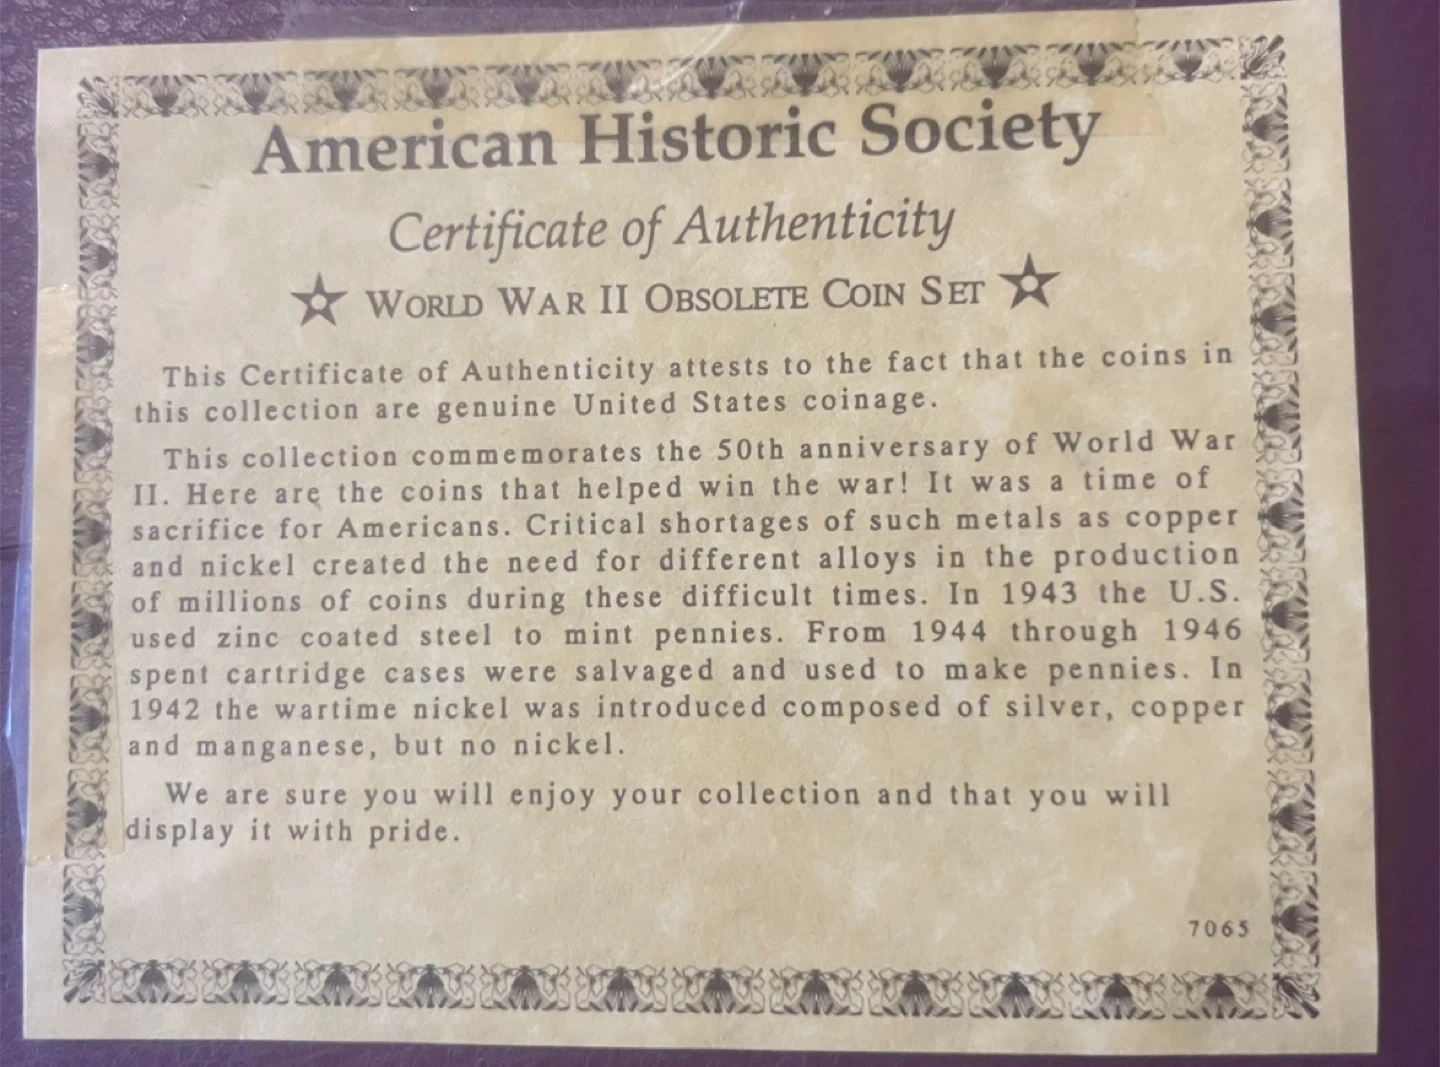 American Historic Society
Certificate of Authenticity
World War II Obsolete Coin Set
This Certificate of Authenticity attests to the fact that the coins in
this collection are genuine United States coinage.
This collection commemorates the 50th anniversary of World War
II. Here are the coins that helped win the war! It was a time of
sacrifice for Americans. Critical shortages of such metals as copper
and nickel created the need for different alloys in the production
of millions of coins during these difficult times. In 1943 the U.S.
used zinc coated steel to mint pennies. From 1944 through 1946
spent cartridge cases were salvaged and used to make pennies. In
1942 the wartime nickel was introduced composed of silver, copper
and manganese, but no nickel.
We are sure you will enjoy your collection and that you will
display it with pride.
7065